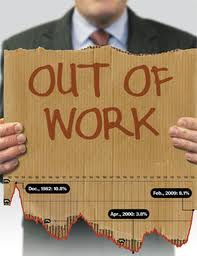 OUT OF
WORK
Dec., 1982: 10.8%
Feb., 2009: 8.1%
Apr., 2000: 3.8%